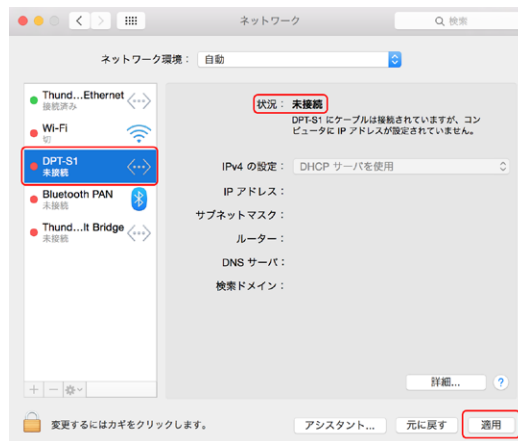 ネットワーク
検索
ネットワーク環境： 自動
Thund...Ethernet
接続済み
Wi-Fi
切
DPT-S1
未接続
Bluetooth PAN
未接続
Thund...lt Bridge
未接続
状況： 未接続
DPT-S1 にケーブルは接続されていますが、コン
ピュータに IP アドレスが設定されていません。
IPv4 の設定： DHCP サーバを使用
IP アドレス：
サブネットマスク：
ルーター：
DNS サーバ：
検索ドメイン：
詳細... ?
変更するにはカギをクリックします。
アシスタント... 元に戻す 適用